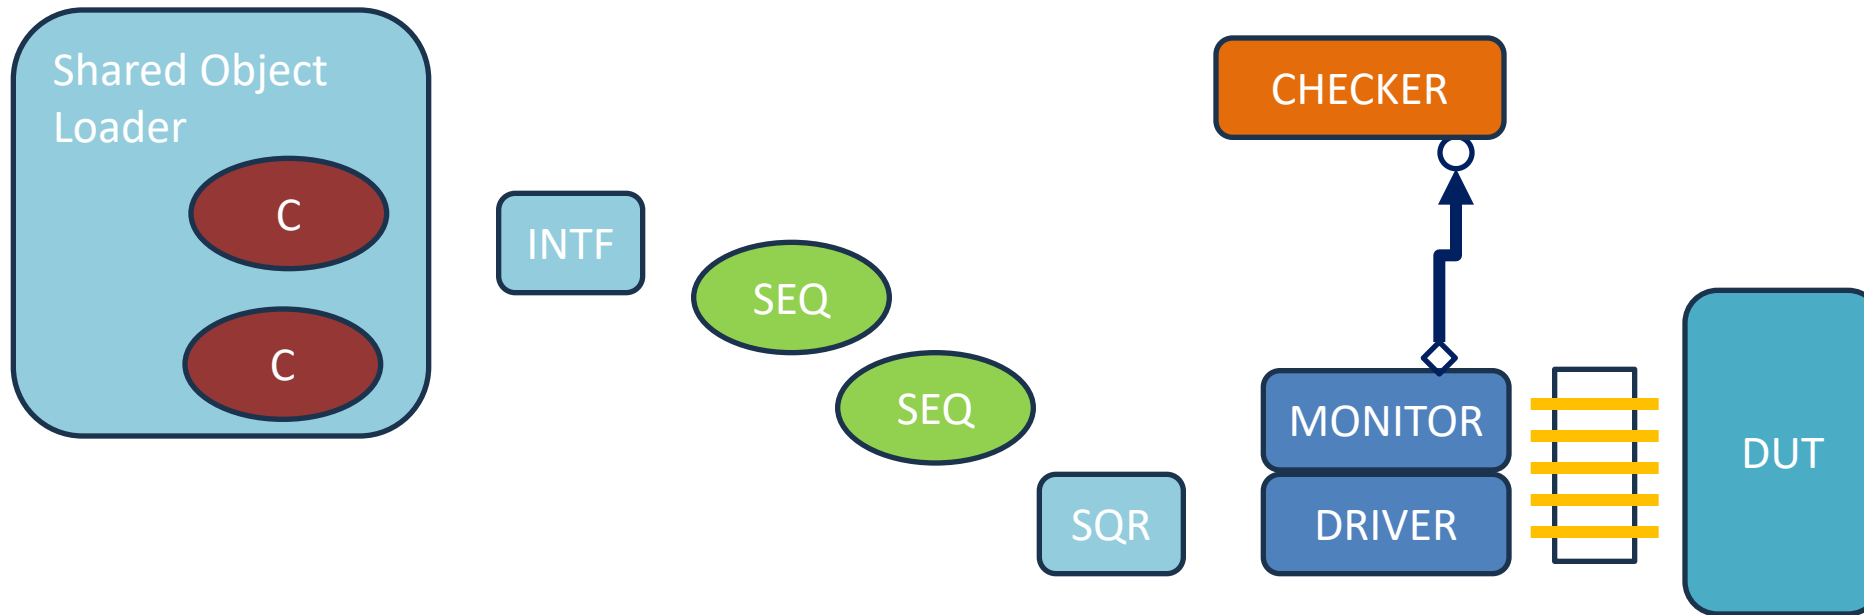 Shared Object
Loader
C
C
INTF
SEQ
SEQ
SQR
CHECKER
MONITOR
DRIVER
DUT